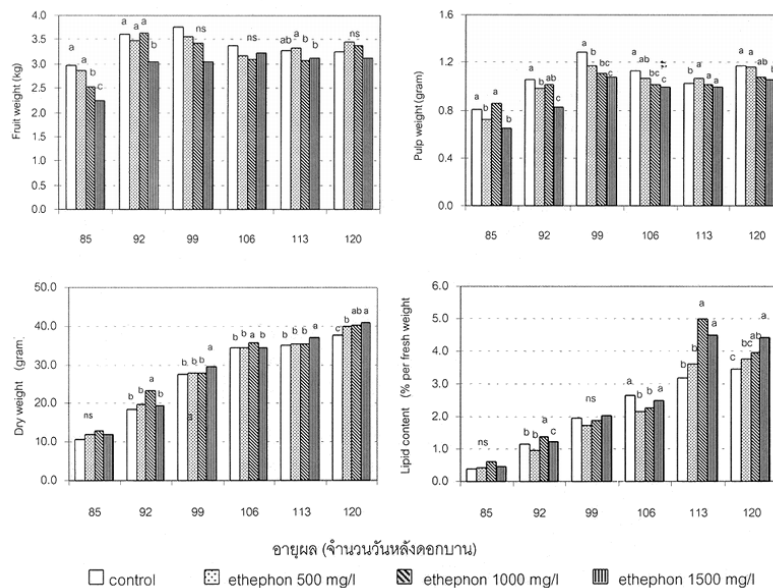 Fruit weight (kg)
4.0
3.5
3.0
2.5
2.0
1.5
1.0
0.5
0.0
a a b c
a a a b
ns
ns
ab a b b
ns
85 92 99 106 113 120
Pulp weight (gram)
1.6
1.2
0.8
0.4
0.0
a b a b
a b ab c
a b bc c
a ab bc c
a a a a
a a ab b
85 92 99 106 113 120
Dry weight (gram)
50.0
40.0
30.0
20.0
10.0
0.0
ns
b b a b
b b b a
b b a b
b b b a
c b ab a
85 92 99 106 113 120
Lipid content (% per fresh weight
6.0
5.0
4.0
3.0
2.0
1.0
0.0
ns
b b a c
ns
a b b a
b b a a
c bc ab a
85 92 99 106 113 120
อายุผล (จำนวนวันหลังดอกบาน)
control ethephon 500 mg/l ethephon 1000 mg/l ethephon 1500 mg/l